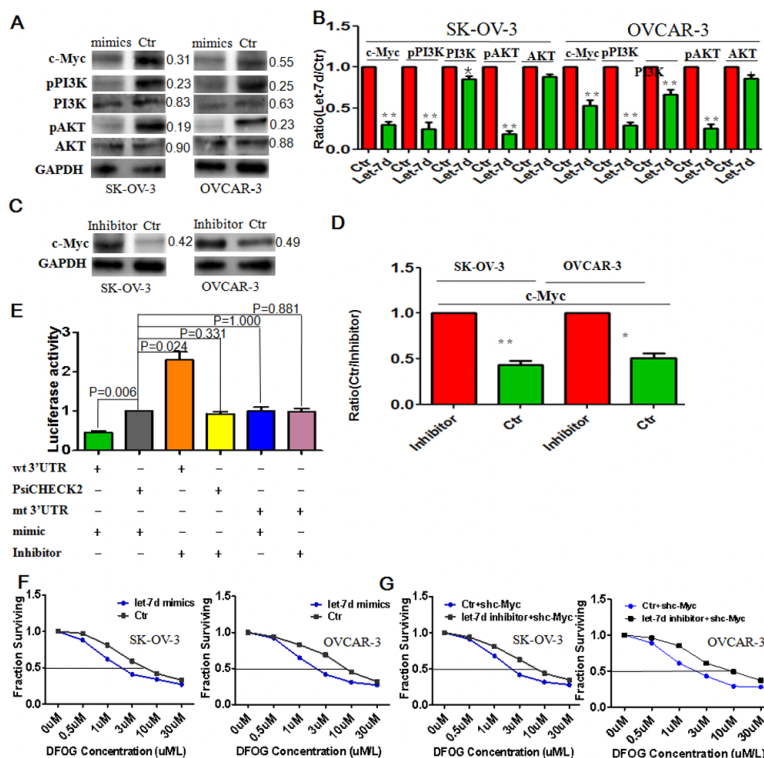 A
mimics Ctr mimics Ctr
c-Myc 0.31 0.55
pPI3K 0.23 0.25
PI3K 0.83 0.63
pAKT 0.19 0.23
AKT 0.90 0.88
GAPDH
SK-OV-3 OVCAR-3
B
SK-OV-3 OVCAR-3
c-Myc pPI3K PI3K pAKT AKT c-Myc pPI3K PI3K pAKT AKT
Ratio(Let-7d/Ctr)
1.5
1.0
0.5
0.0
** ** * ** ** ** ** ** *
Ctr Let-7d Ctr Let-7d Ctr Let-7d Ctr Let-7d Ctr Let-7d Ctr Let-7d Ctr Let-7d Ctr Let-7d Ctr Let-7d Ctr Let-7d
C
Inhibitor Ctr Inhibitor Ctr
c-Myc 0.42 0.49
GAPDH
SK-OV-3 OVCAR-3
D
SK-OV-3 OVCAR-3
c-Myc
Ratio(Ctr/Inhibitor)
1.5
1.0
0.5
0.0
** *
Inhibitor Ctr Inhibitor Ctr
E
P=0.881
P=1.000
P=0.331
P=0.024
P=0.006
Luciferase activity
3
2
1
0
wt 3'UTR + – + – – –
PsiCHECK2 – + – + – –
mt 3'UTR – – – – + +
mimic + + – – + –
Inhibitor – – + + – +
F
let-7d mimics
Ctr
SK-OV-3
Fraction Surviving
1.5
1.0
0.5
0.0
0uM 0.5uM 1uM 3uM 10uM 30uM
DFOG Concentration (uM/L)
let-7d mimics
Ctr
OVCAR-3
Fraction Surviving
1.5
1.0
0.5
0.0
0uM 0.5uM 1uM 3uM 10uM 30uM
DFOG Concentration (uM/L)
G
Ctr+shc-Myc
let-7d inhibitor+shc-Myc
SK-OV-3
Fraction Surviving
1.5
1.0
0.5
0.0
0uM 0.5uM 1uM 3uM 10uM 30uM
DFOG Concentration (uM/L)
Ctr+shc-Myc
let-7d inhibitor+shc-Myc
OVCAR-3
Fraction Surviving
1.5
1.0
0.5
0.0
0uM 0.5uM 1uM 3uM 10uM 30uM
DFOG Concentration (uM/L)